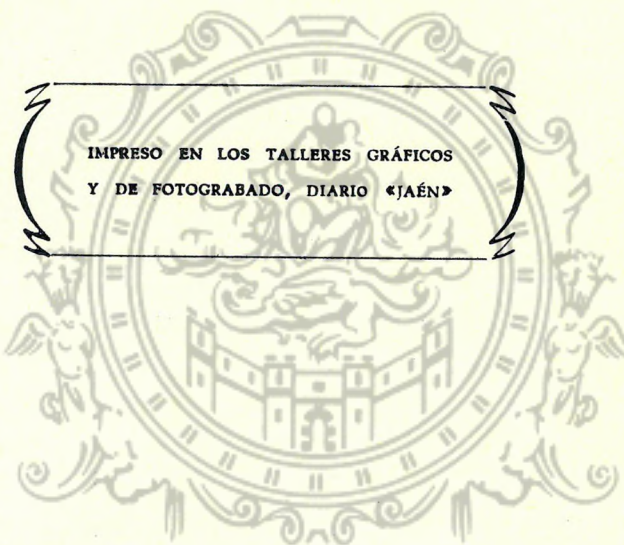 IMPRESO EN LOS TALLERES GRÁFICOS
Y DE FOTOGRABADO, DIARIO «JAÉN»